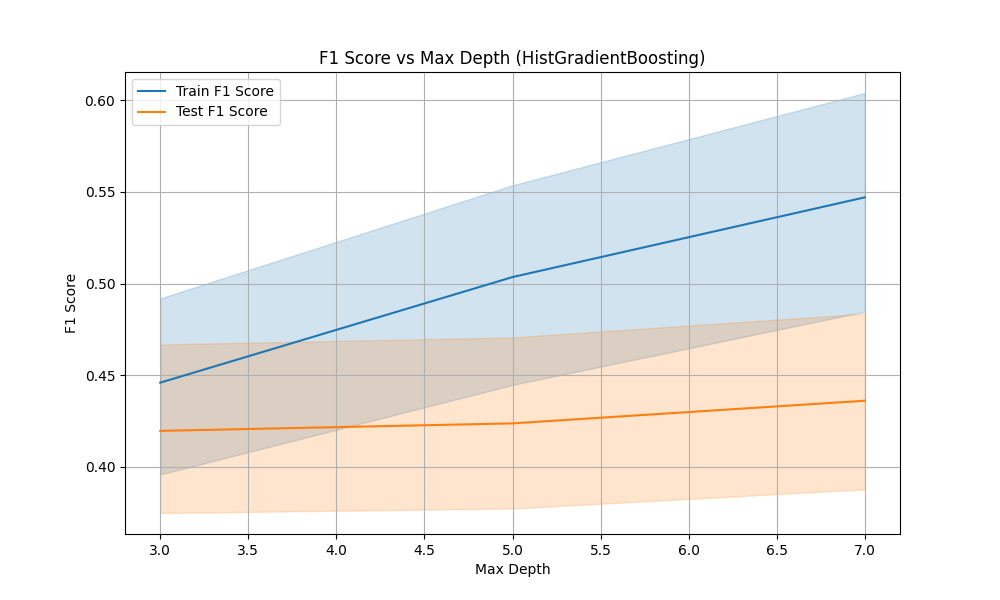 F1 Score vs Max Depth (HistGradientBoosting)
Train F1 Score
Test F1 Score
0.60
0.55
0.50
0.45
0.40
F1 Score
3.0 3.5 4.0 4.5 5.0 5.5 6.0 6.5 7.0
Max Depth